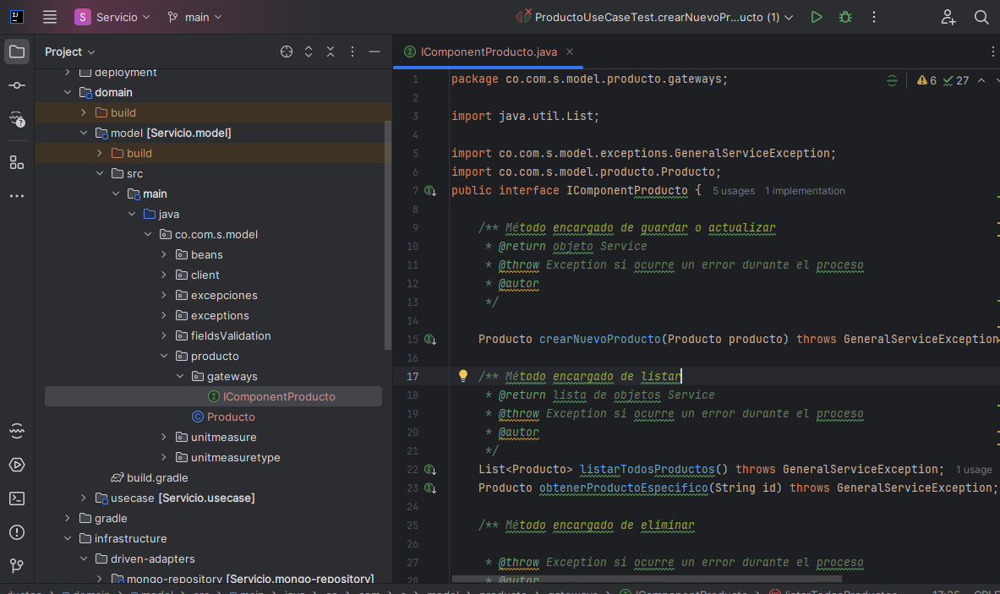 S Servicio main ProductoUseCaseTest.crearNuevoPr...ucto (1)
Project
deployment
domain
build
model [Servicio.model]
build
src
main
java
co.com.s.model
beans
client
excepciones
exceptions
fieldsValidation
producto
gateways
IComponentProducto
Producto
unitmeasure
unitmeasuretype
build.gradle
usecase [Servicio.usecase]
gradle
infrastructure
driven-adapters
mongo-repository [Servicio.mongo-repository]
IComponentProducto.java
6 27
1 package co.com.s.model.producto.gateways;
2
3 import java.util.List;
4
5 import co.com.s.model.exceptions.GeneralServiceException;
6 import co.com.s.model.producto.Producto;
7 public interface IComponentProducto { 5 usages 1 implementation
8
9 /** Método encargado de guardar o actualizar
10 * @return objeto Service
11 * @throw Exception si ocurre un error durante el proceso
12 * @autor
13 */
14
15 Producto crearNuevoProducto(Producto producto) throws GeneralServiceException
16
17 /** Método encargado de listar
18 * @return lista de objetos Service
19 * @throw Exception si ocurre un error durante el proceso
20 * @autor
21 */
22 List<Producto> listarTodosProductos() throws GeneralServiceException; 1 usage
23 Producto obtenerProductoEspecifico(String id) throws GeneralServiceException;
24
25 /** Método encargado de eliminar
26
27 * @throw Exception si ocurre un error durante el proceso
28 * @autor